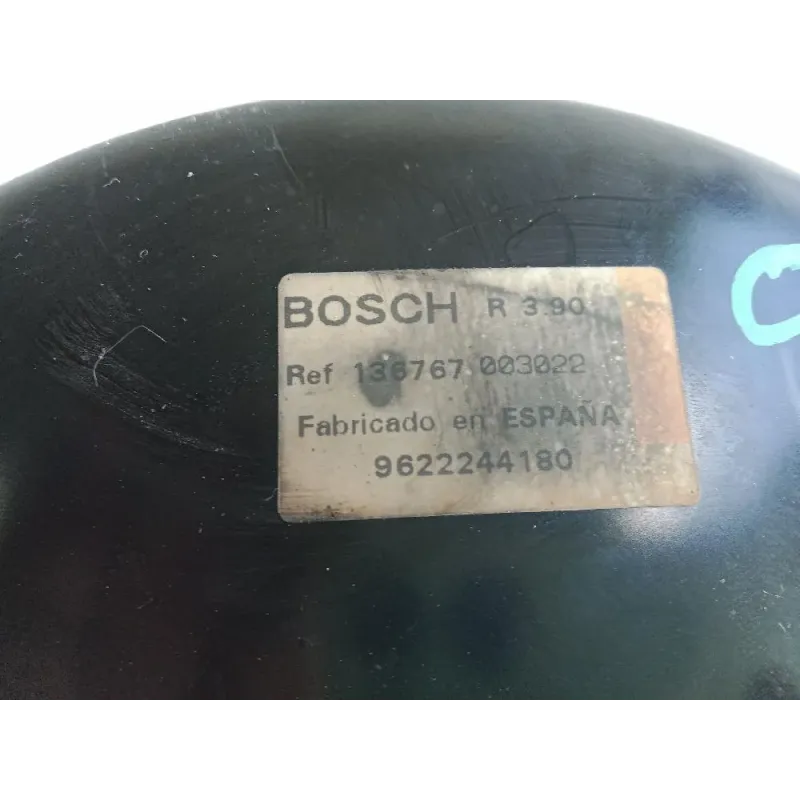 BOSCH R 3.90
Ref 136767 003022
Fabricado en ESPAÑA
9622244180